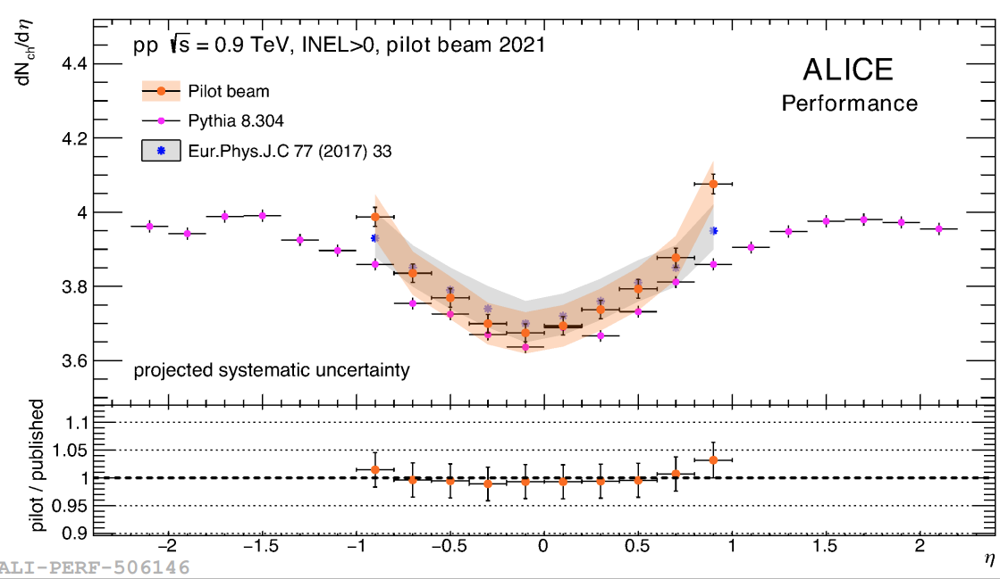 dN_ch/dη
pp √s = 0.9 TeV, INEL>0, pilot beam 2021
ALICE
Performance
Pilot beam
Pythia 8.304
Eur.Phys.J.C 77 (2017) 33
4.4
4.2
4
3.8
3.6
projected systematic uncertainty
pilot / published
1.1
1.05
1
0.95
0.9
−2 −1.5 −1 −0.5 0 0.5 1 1.5 2
η
ALI-PERF-506146